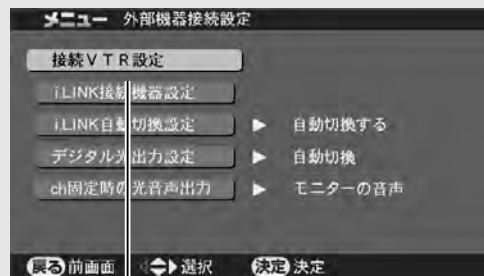 メニュー 外部機器接続設定
接続VTR設定
i.LINK接続機器設定
i.LINK自動切換設定 ▶ 自動切換する
デジタル光出力設定 ▶ 自動切換
ch固定時の光音声出力 ▶ モニターの音声
戻る 前画面 選択 決定 決定